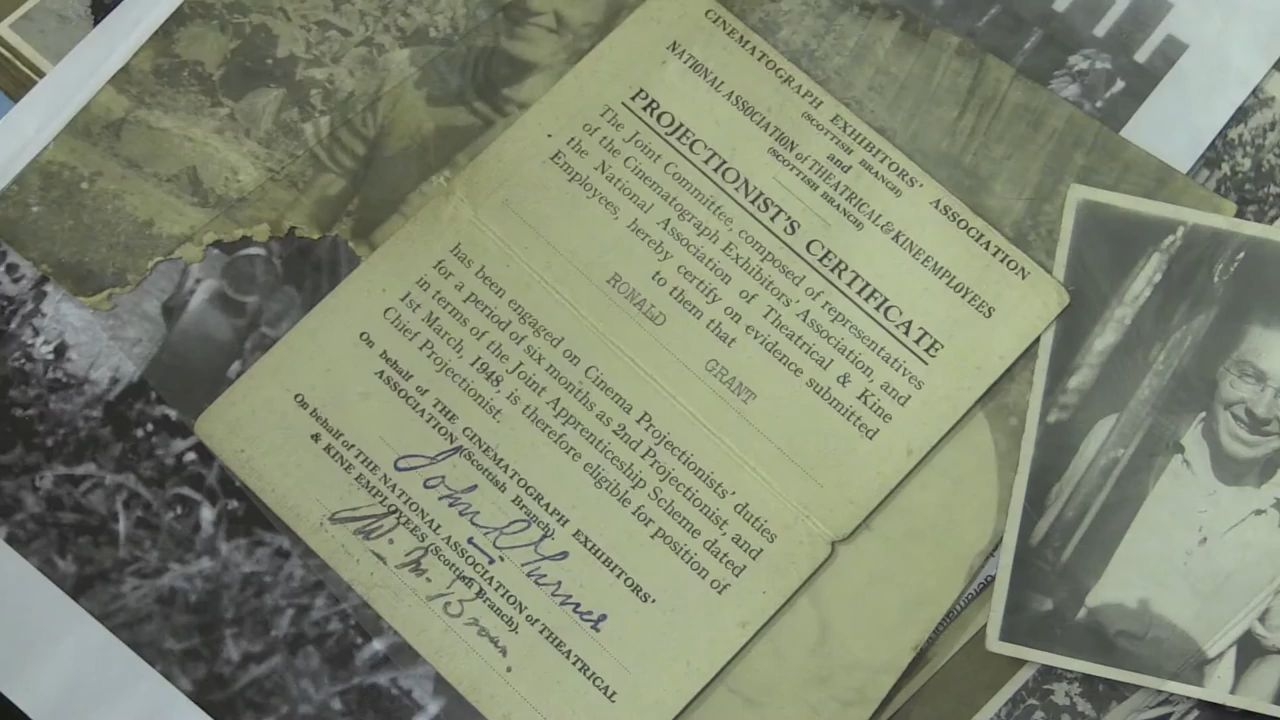 CINEMATOGRAPH EXHIBITORS' ASSOCIATION
(SCOTTISH BRANCH)
and
NATIONAL ASSOCIATION of THEATRICAL & KINE EMPLOYEES
(SCOTTISH BRANCH)
PROJECTIONIST'S CERTIFICATE
The Joint Committee, composed of representatives
of the Cinematograph Exhibitors' Association, and
the National Association of Theatrical & Kine
Employees, hereby certify on evidence submitted
to them that
RONALD GRANT
has been engaged on Cinema Projectionists' duties
for a period of six months as 2nd Projectionist, and
in terms of the Joint Apprenticeship Scheme dated
1st March, 1948, is therefore eligible for position of
Chief Projectionist.
On behalf of THE CINEMATOGRAPH EXHIBITORS'
ASSOCIATION (Scottish Branch).
John R Turner
On behalf of THE NATIONAL ASSOCIATION of THEATRICAL
& KINE EMPLOYEES (Scottish Branch).
W. M. Brown.